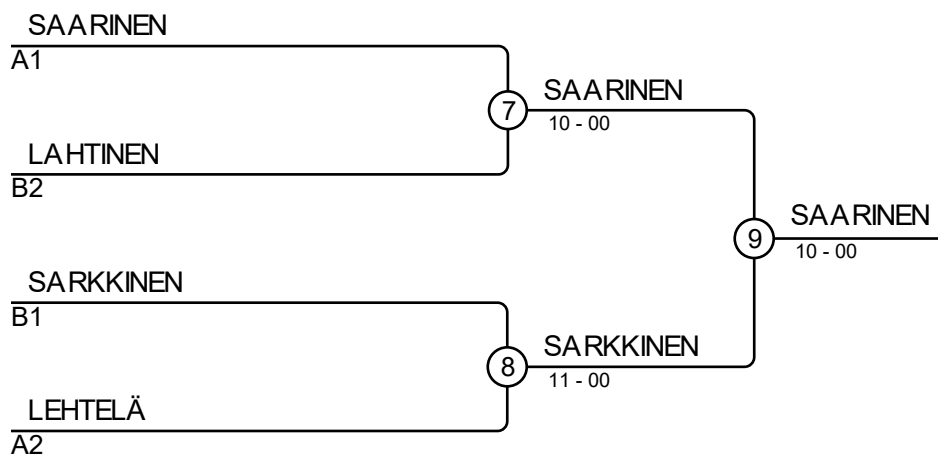 SAARINEN
A1
7
SAARINEN
10 - 00
LAHTINEN
B2
9
SAARINEN
10 - 00
SARKKINEN
B1
8
SARKKINEN
11 - 00
LEHTELÄ
A2